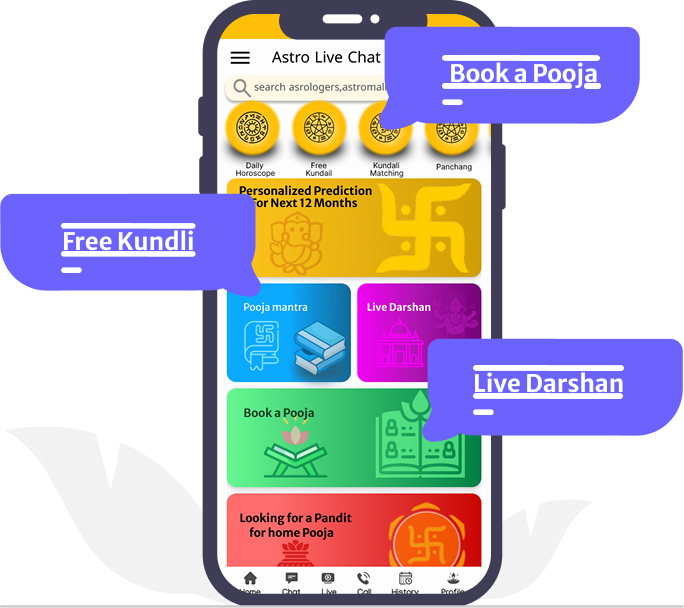 Astro Live Chat
Book a Pooja
search asrologers,astromal
Daily
Horoscope
Free
Kundail
Kundali
Matching
Panchang
Personalized Prediction
For Next 12 Months
Free Kundli
Pooja mantra
Live Darshan
Live Darshan
Book a Pooja
Looking for a Pandit
for home Pooja
Home
Chat
Live
Call
History
Profile